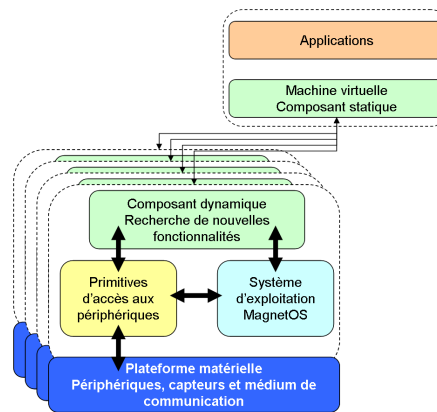 Applications
Machine virtuelle
Composant statique
Composant dynamique
Recherche de nouvelles
fonctionnalités
Primitives
d'accès aux
périphériques
Système
d'exploitation
MagnetOS
Plateforme matérielle
Périphériques, capteurs et médium de
communication